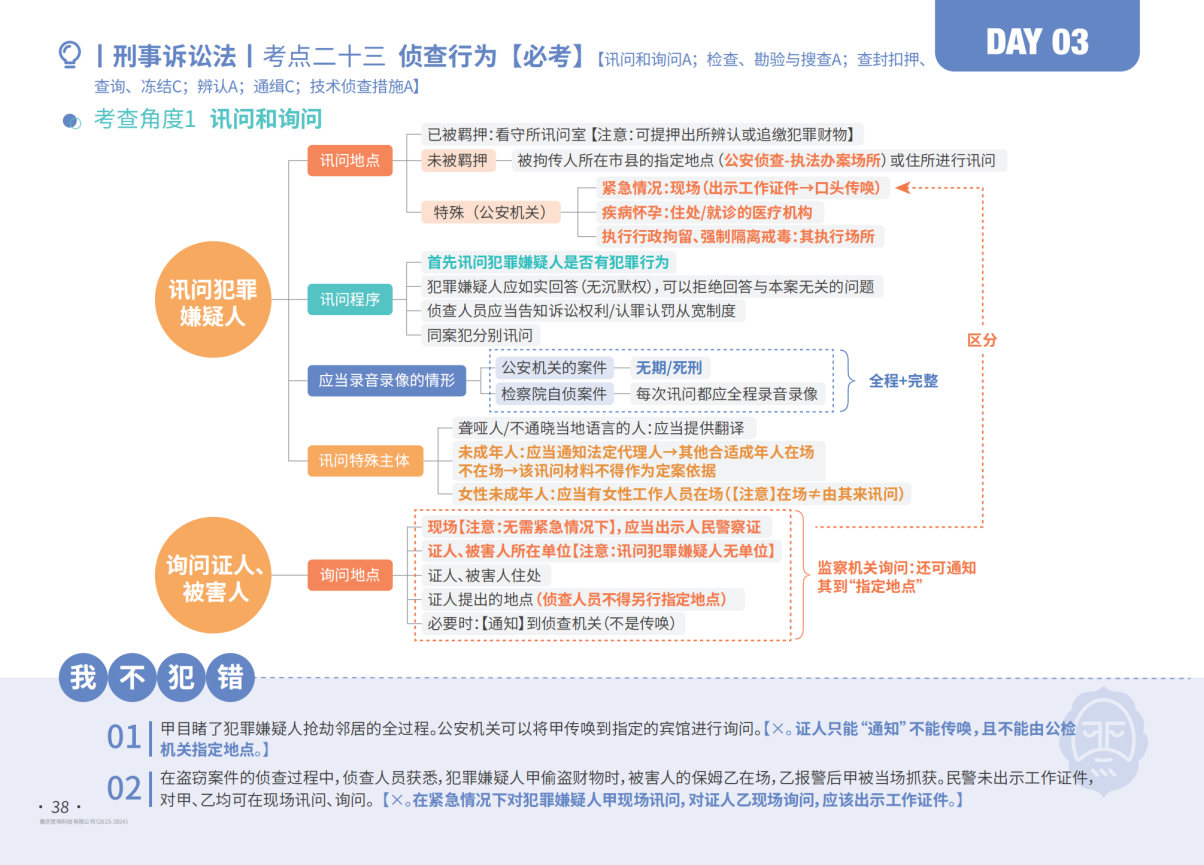 DAY 03
|刑事诉讼法| 考点二十三 侦查行为【必考】【讯问和询问A；检查、勘验与搜查A；查封扣押、
查询、冻结C；辨认A；通缉C；技术侦查措施A】
考查角度1 讯问和询问
讯问犯罪
嫌疑人
讯问地点
已被羁押：看守所讯问室【注意：可提押出所辨认或追缴犯罪财物】
未被羁押
被拘传人所在市县的指定地点（公安侦查-执法办案场所）或住所进行讯问
特殊（公安机关）
紧急情况：现场（出示工作证件→口头传唤）
疾病怀孕：住处/就诊的医疗机构
执行行政拘留、强制隔离戒毒：其执行场所
讯问程序
首先讯问犯罪嫌疑人是否有犯罪行为
犯罪嫌疑人应如实回答（无沉默权），可以拒绝回答与本案无关的问题
侦查人员应当告知诉讼权利/认罪认罚从宽制度
同案犯分别讯问
区分
应当录音录像的情形
公安机关的案件
无期/死刑
检察院自侦案件
每次讯问都应全程录音录像
全程+完整
讯问特殊主体
聋哑人/不通晓当地语言的人：应当提供翻译
未成年人：应当通知法定代理人→其他合适成年人在场
不在场→该讯问材料不得作为定案依据
女性未成年人：应当有女性工作人员在场（【注意】在场≠由其来讯问）
询问证人、
被害人
询问地点
现场【注意：无需紧急情况下】，应当出示人民警察证
证人、被害人所在单位【注意：讯问犯罪嫌疑人无单位】
证人、被害人住处
证人提出的地点（侦查人员不得另行指定地点）
必要时：【通知】到侦查机关（不是传唤）
监察机关询问：还可通知
其到“指定地点”
我不犯错
01 甲目睹了犯罪嫌疑人抢劫邻居的全过程。公安机关可以将甲传唤到指定的宾馆进行询问。【×。证人只能“通知”不能传唤，且不能由公检
机关指定地点。】
02 在盗窃案件的侦查过程中，侦查人员获悉，犯罪嫌疑人甲偷盗财物时，被害人的保姆乙在场，乙报警后甲被当场抓获。民警未出示工作证件，
对甲、乙均可在现场讯问、询问。【×。在紧急情况下对犯罪嫌疑人甲现场讯问，对证人乙现场询问，应该出示工作证件。】
· 38 ·